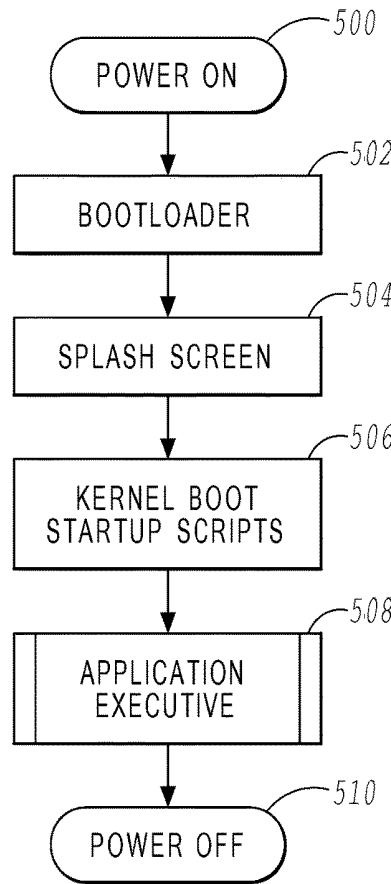 500
POWER ON
502
BOOTLOADER
504
SPLASH SCREEN
506
KERNEL BOOT
STARTUP SCRIPTS
508
APPLICATION
EXECUTIVE
510
POWER OFF